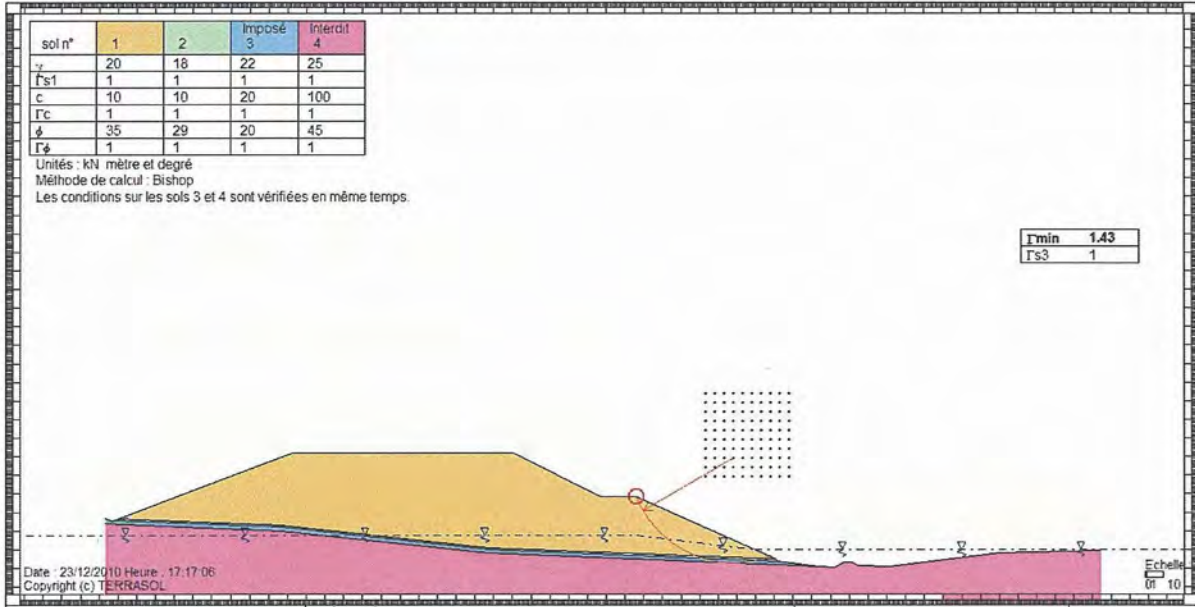 sol n° 1 2 Imposé 3 Interdit 4
γ 20 18 22 25
Γs1 1 1 1 1
c 10 10 20 100
Γc 1 1 1 1
ϕ 35 29 20 45
Γϕ 1 1 1 1
Unités : kN mètre et degré
Méthode de calcul : Bishop
Les conditions sur les sols 3 et 4 sont vérifiées en même temps.
Γmin 1.43
Γs3 1
Date : 23/12/2010 Heure : 17:17:06
Copyright (c) TERRASOL
Echelle
10